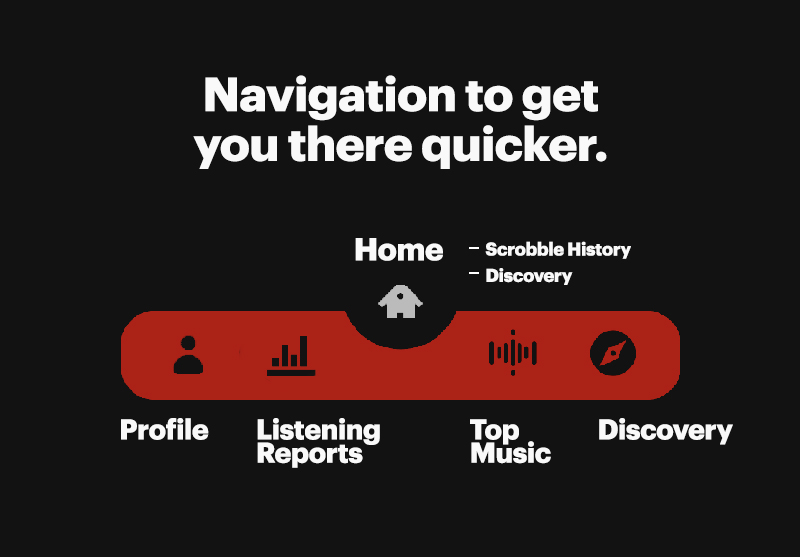 Navigation to get
you there quicker.
Home
– Scrobble History
– Discovery
Profile
Listening
Reports
Top
Music
Discovery